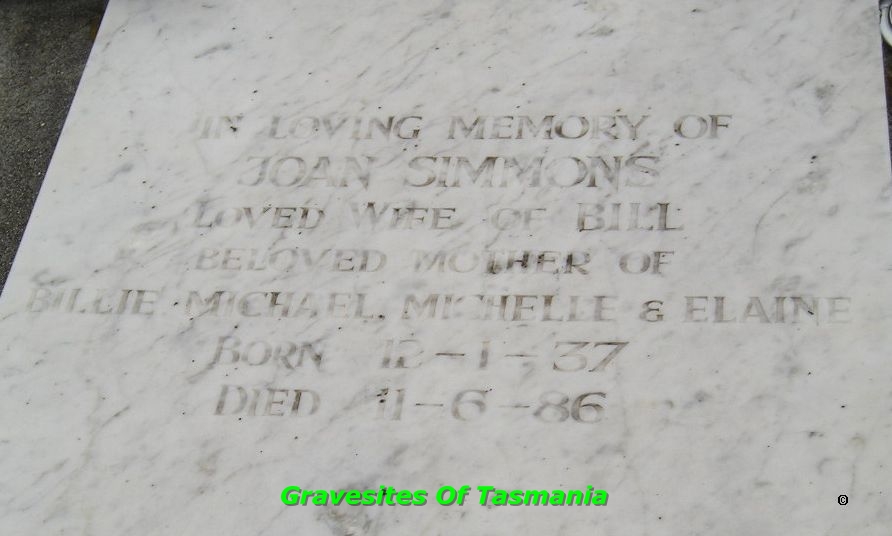 IN LOVING MEMORY OF
JOAN SIMMONS
LOVED WIFE OF BILL
BELOVED MOTHER OF
BILLIE MICHAEL, MICHELLE & ELAINE
BORN 12-1-37
DIED 11-6-86
Gravesites Of Tasmania
©